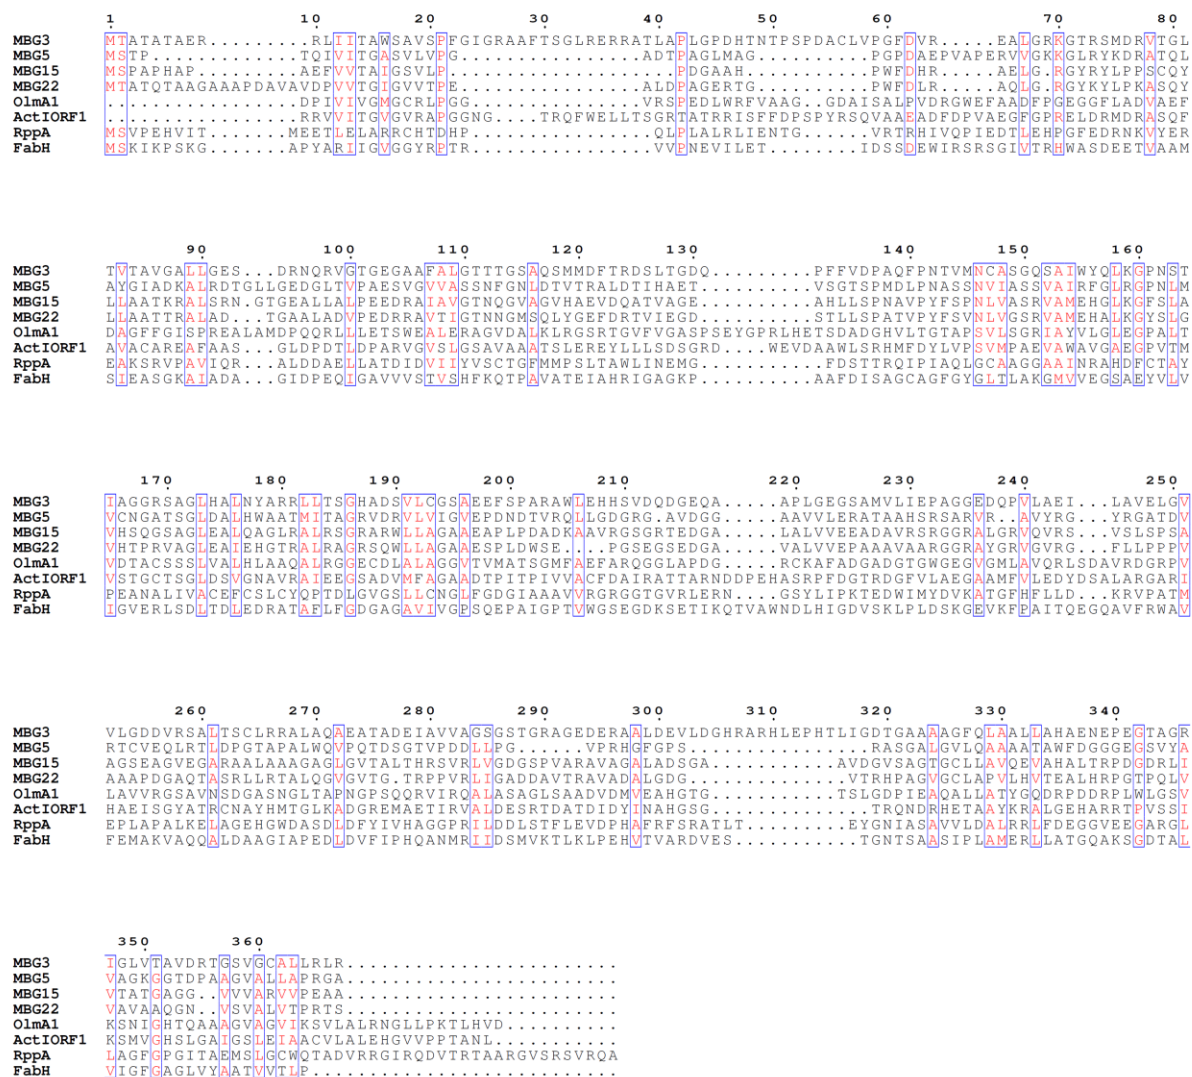 1 10 20 30 40 50 60 70 80
MBG3 MTATATAER.........RLIITAWSAVSPFGIGRAAFTSGLRERRATLAPLGPDHTNTPSPDACLVPGFDVR.....EALGRKGTRSMDRVTGL
MBG5 MSTP..............TQIVITGASVLVPG...............ADTPAGLMAG......PGPDAEPVAPERVVGKGLRYKDRATQL
MBG15 MSPAPHAP.........AEFVVTAIGSVLP.................PDGAAH.........PWFDHR.....AELG.RGYRYLPPSCQY
MBG22 MTATQTAAGAAAPDAVAVDPVVTGIGVVTPE...............ALDPAGERTG........PWFDLR.....AQLG.RGYRYLPKASQY
OlmA1 ..................DPIVIVGMGCRLPGG............VRSPEDLWRFVAAG...GDAISALPVDRGWEFAADFPGEGGFLADVAEF
ActIORF1 ................RRVVITGVGVRAPGGNG....TRQFWELLTSGRTATRRISFFDPSPYRSQVAAEADFDPVAEGFGPRELDRMDRASQF
RppA MSVPEHVIT.......MEETLELARRCHTDHP............QLPLALRLIENTG........VRTRHIVQPIEDTLEHPGFEDRNKVYER
FabH MSKIKPSKG.......APYARIIGVGGYRPTR............VVPNEVILET.........IDSSDEWIRSRSGIVTRHWASDEETVAAM
90 100 110 120 130 140 150 160
MBG3 TVTAVGALLGES...DRNQRVGTGEGAAFALGTTTGSAQSMMDFTRDSLTGDQ.........PFFVDPAQFPNTVMNCASGQSAIWYQLKGPNST
MBG5 AYGIADKALRDTGLLGEDGLTVPAESVGVVASSNFGNLDTVTRALDTIHAET..........VSGTSPMDLPNASSNVIASSVAIRFGLRGPNLM
MBG15 LLAATKRALSRN.GTGEALLALPEEDRAIAVGTNQGVAGVHAEVDQATVAGE..........AHLLSPNAVPYFSPNLVASRVAMEHGLKGFSLA
MBG22 LLAATTRALAD..TGAALADVPEDRRAVTIGTNNGMSQLYGEFDRTVIEGD...........STLLSPATVPYFSVNLVGSRVAMEHALKGYSLG
OlmA1 DAGFFGISPREALAMDPQQRLLLETSWEALERAGVDALKLRGSRTGVFVGASPSEYGPRLHETSDADGHVLTGTAPSVLSGRIAYVLGLEGPALT
ActIORF1 AVACAREAFAAS...GLDPDTLDPARVGVSLGSAVAAATSLEREYLLLSDSGRD...WEVDAAWLSRHMFDYLVPSVMPAEVAWAVGAEGPVTM
RppA EAKSRVPAVIQR...ALDDAELLATDIDVIIYVSCTGFMMPSLTAWLINEMG..........FDSTTRQIPIAQLGCAAGGAAINRAHDFCTAY
FabH SIEASGKAIADA...GIDPEQIGAVVVSTVSHFKQTPAVATEIAHRIGAGKP..........AAFDISAGCAGFGYGLTLAKGMVVEGSAEYVLV
170 180 190 200 210 220 230 240 250
MBG3 IAGGRSAGLHALNYARRLLTSGHADSVLCGSAEEFSPARAWLEHHSVDQDGEQA.....APLGEGSAMVLIEPAGGEDQPVLAEI...LAVELGV
MBG5 VCNGATSGLDALHWAATMITAGRVDRVLVIGVEPDNDTVRQLLGDGRG.AVDGG.....AAVVLERATAAHSRSARVR..AVYRG...YRGATDV
MBG15 VHSQGSAGLEALQAGLRALRSGRARWLLAGAAEAPLPDADKAAVRGSGRTEDGA.....LALVVEEADAVRSRGGRALGRVQVRS...VSLSPSA
MBG22 VHTPRVAGLEAIEHGTRALRAGRSQWLLAGAAESPLDWSE...PGSEGSEDGA......VALVVEPAAAVAARGGRAYGRVGVRG...FLLPPPV
OlmA1 VDTACSSSLVALHLAAQALRGGECDLALAGGVTVMATSGMFAEFARQGGLAPDG.....RCKAFADGADGTGWGEGVGMLAVQRLSDAVRDGRPV
ActIORF1 VSTGCTSGLDSVGNAVRAIEEGSADVMFAGAADTPITPIVVACFDAIRATTARNDDPEHASRPFDGTRDGFVLAEGAAMFVLEDYDSALARGARI
RppA PEANALIVACEFCSLCYQPTDLGVGSLLCNGLFGDGIAAAVVRGRGGTGVRLERN....GSYLIPKTEDWIMYDVKATGFHFLLD...KRVPATM
FabH IGVERLSDLTDLEDRATAFLFGDGAGAVIVGPSQEPAIGPTVWGSEGDKSETIKQTVAWNDLHIGDVSKLPLDSKGEVKFPAITQEGQAVFRWAV
260 270 280 290 300 310 320 330 340
MBG3 VLGDDVRSALTSCLRRALAQAEATADEIAVVAGSGSTGRAGEDERAALDEVLDGHRARHLEPHTLIGDTGAAAAGFQLAALLAHAENEPEGTAGR
MBG5 RTCVEQLRTLDPGTAPALWQVPQTDSGTVPDDLLPG......VPRHGFGPS............RASGALGVLQAAAATAWFDGGGEGSVYA
MBG15 AGSEAGVEGARAALAAAGAGLGVTALTHRSVRLVGDGSPVARAVAGALADSGA.........AVDGVSAGTGCLLAVQEVAHALTRPDGDRLI
MBG22 AAAPDGAQTASRLLRTALQGVGVTG.TRPPVRLIGADDAVTRAVADALGDG...........VTRHPAGVGCLLAPVLHVTEALHRPGTPQLV
OlmA1 LAVVRGSAVNSDGASNGLTAPNGPSQQRVIRQALASAGLSAADVDMVEAHGTG.........TSLGDPIEAQALLATYGQDRPDDRPLWLGSV
ActIORF1 HAEISGYATRCNAYHMTGLKADGREMAETIRVALDESRTDATDIDYINAHGSG.........TRQNDRHETAAYKRALGEHARRTPVSSI
RppA EPLAPALKELAGEHGWDASDLDFYIVHAGGPRILDDLSTFLEVDPHAFRFSRATLT.........EYGNIASAVVLDALRRLFDEGGVEEGARGL
FabH FEMAKVAQQALDAAGIAPEDLDVFIPHQANMRIIDSMVKTLKLPEHVTVARDVES..........TGNTSAASIPLAMERLLATGQAKSGDTAL
350 360
MBG3 IGLVTAVDRTGSVGCALLRLR........................
MBG5 VAGKGGTDPAAGVALLAPRGA........................
MBG15 VTATGAGG..VVVARVVPEAA........................
MBG22 VAVAAQGN..VSVALVTPRTS........................
OlmA1 KSNIGHTQAAAGVAGVIKSVLALRNGLLPKTLHVD..........
ActIORF1 KSMVGHSLGAIGSLEIAACVLALEHGVVPPTANL...........
RppA LAGFGPGITAEMSLGCWQTADVRRGIRQDVTRTAARGVSRSVRQA
FabH VIGFGAGLVYAATVVTLP...........................